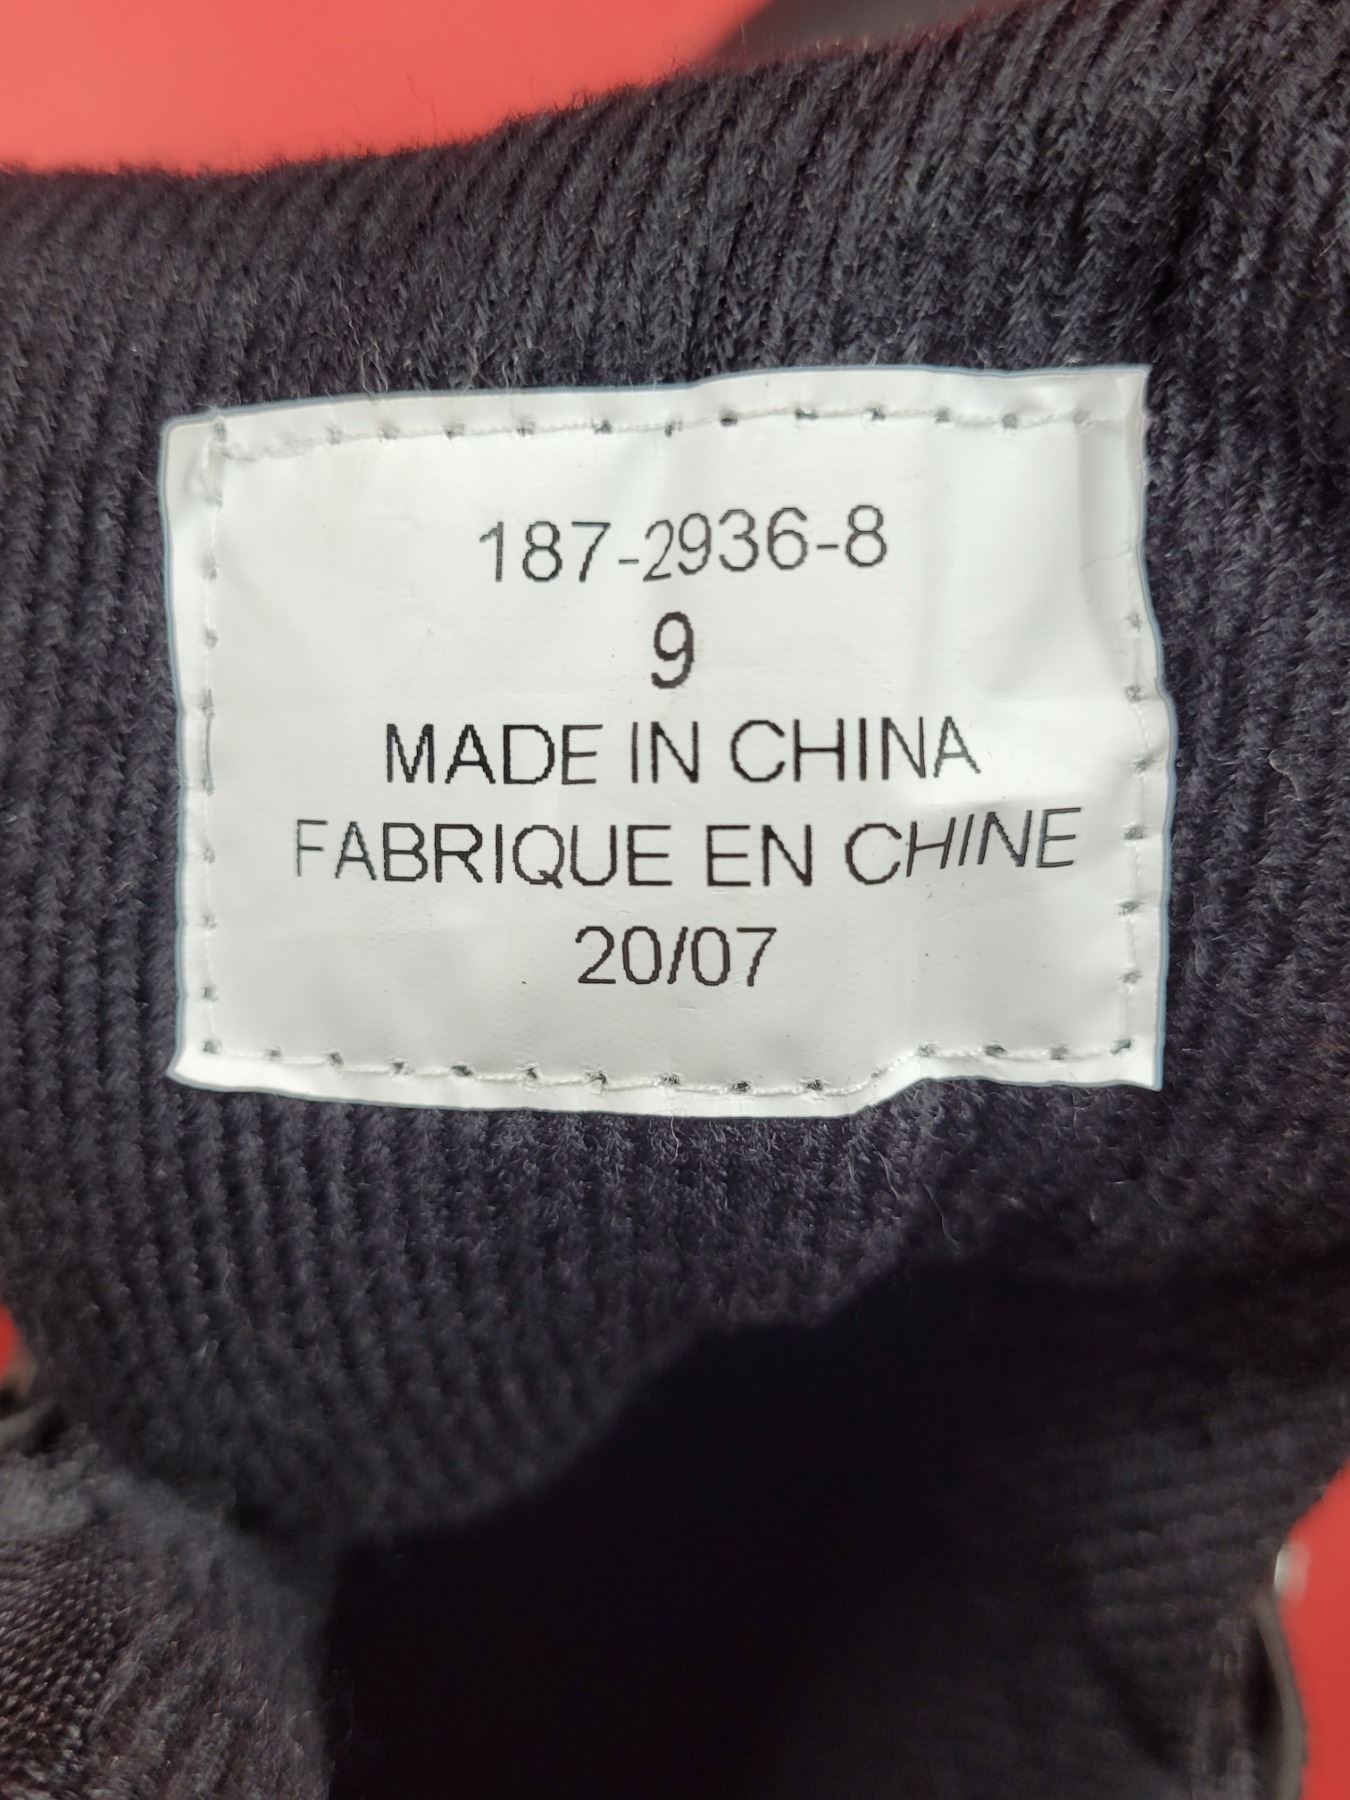 187-2936-8
9
MADE IN CHINA
FABRIQUE EN CHINE
20/07